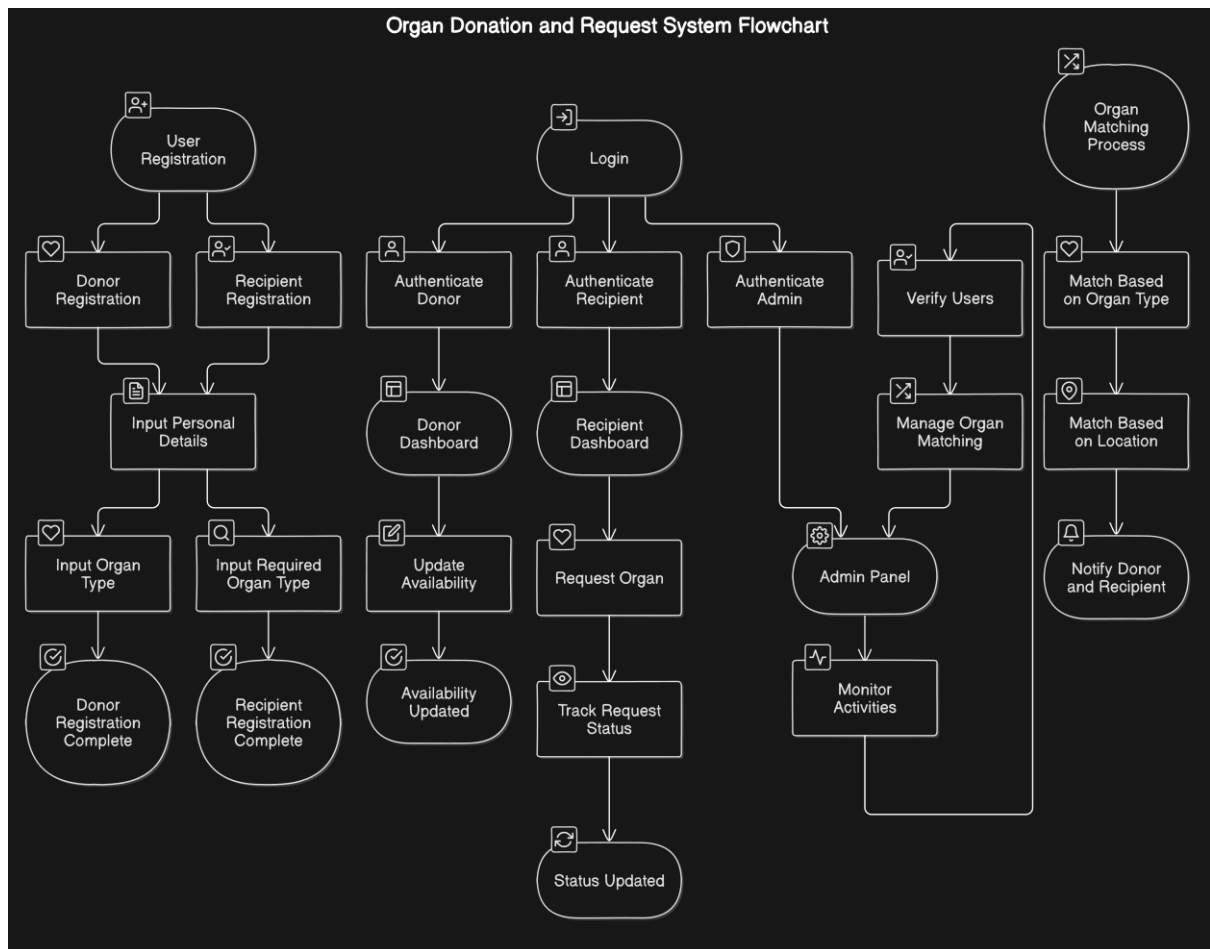 Organ Donation and Request System Flowchart
User
Registration
Donor
Registration
Recipient
Registration
Input Personal
Details
Input Organ
Type
Input Required
Organ Type
Donor
Registration
Complete
Recipient
Registration
Complete
Login
Authenticate
Donor
Authenticate
Recipient
Authenticate
Admin
Donor
Dashboard
Recipient
Dashboard
Update
Availability
Request Organ
Availability
Updated
Track Request
Status
Status Updated
Verify Users
Manage Organ
Matching
Admin Panel
Monitor
Activities
Organ
Matching
Process
Match Based
on Organ Type
Match Based
on Location
Notify Donor
and Recipient